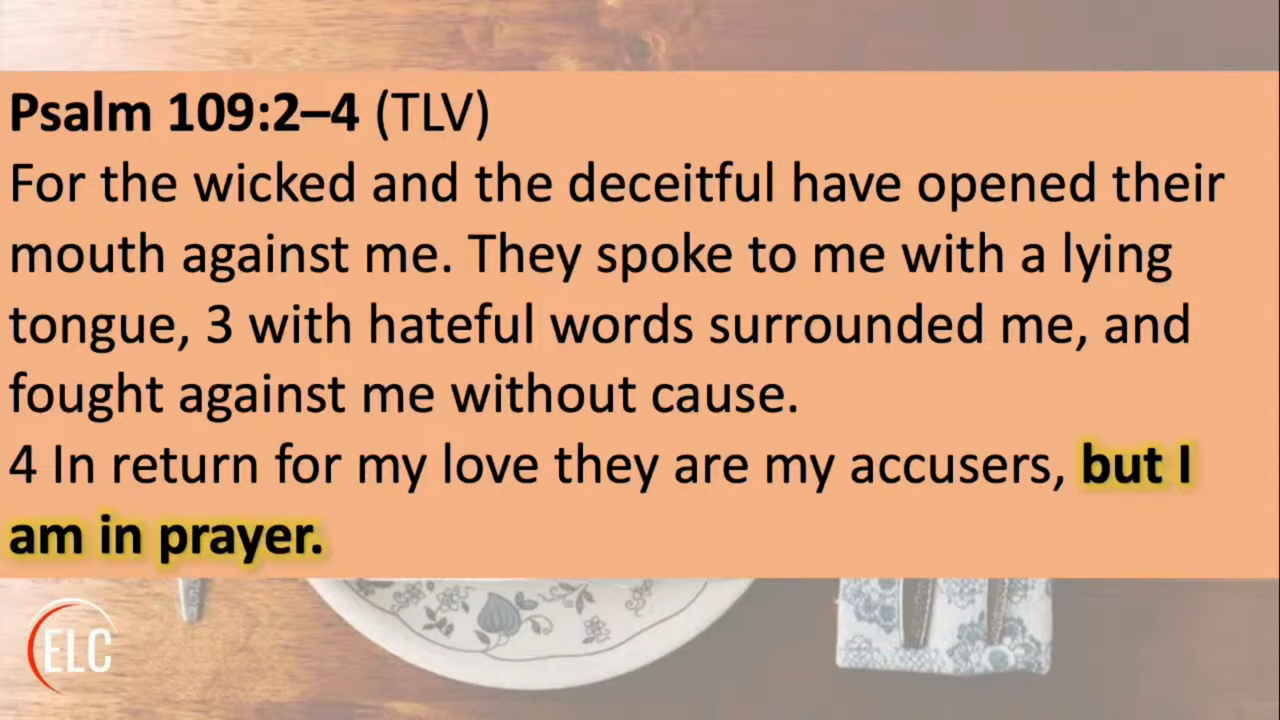 Psalm 109:2–4 (TLV)
For the wicked and the deceitful have opened their
mouth against me. They spoke to me with a lying
tongue, 3 with hateful words surrounded me, and
fought against me without cause.
4 In return for my love they are my accusers, but I
am in prayer.
ELC